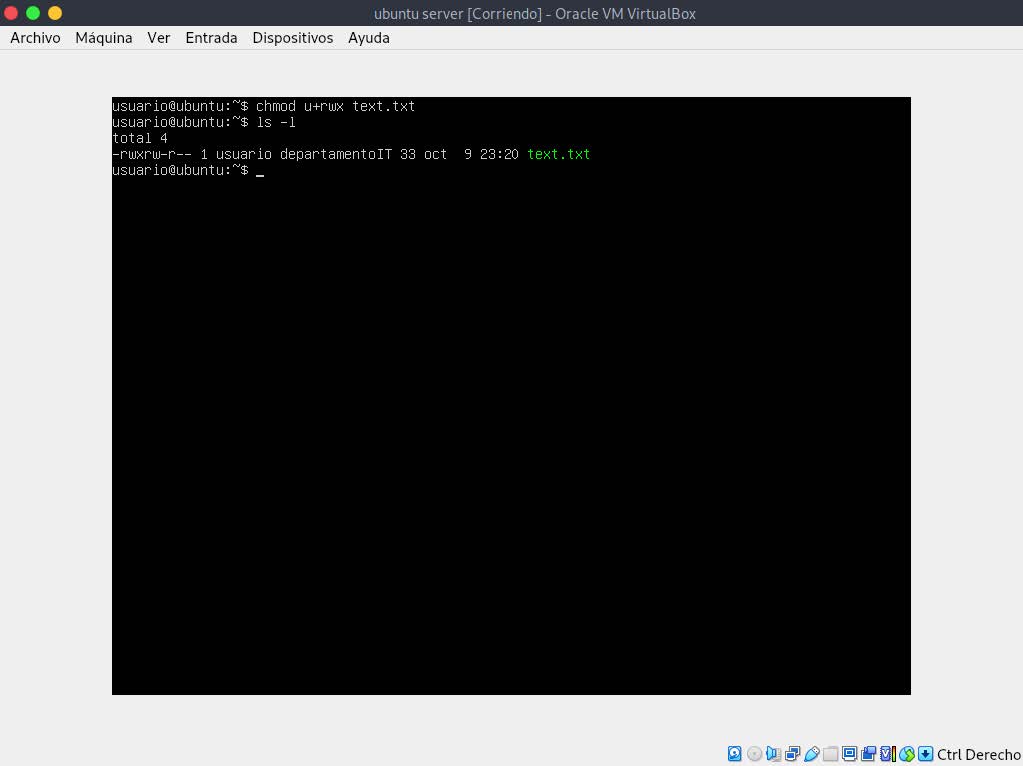 ubuntu server [Corriendo] - Oracle VM VirtualBox
Archivo Máquina Ver Entrada Dispositivos Ayuda
usuario@ubuntu:~$ chmod u+rwx text.txt
usuario@ubuntu:~$ ls -l
total 4
-rwxrw-r-- 1 usuario departamentoIT 33 oct  9 23:20 text.txt
usuario@ubuntu:~$ _
Ctrl Derecho